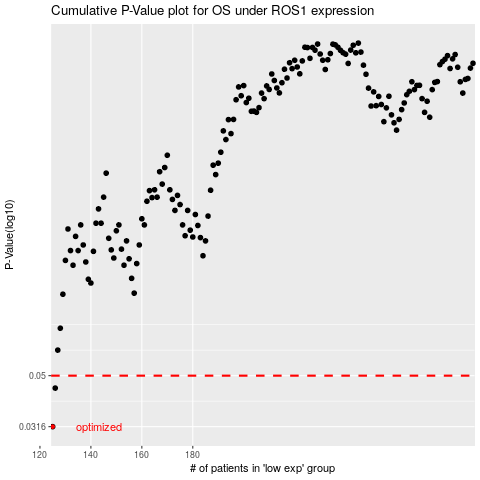 Cumulative P-Value plot for OS under ROS1 expression
P-Value(log10)
0.05
0.0316
optimized
120 140 160 180
# of patients in 'low exp' group